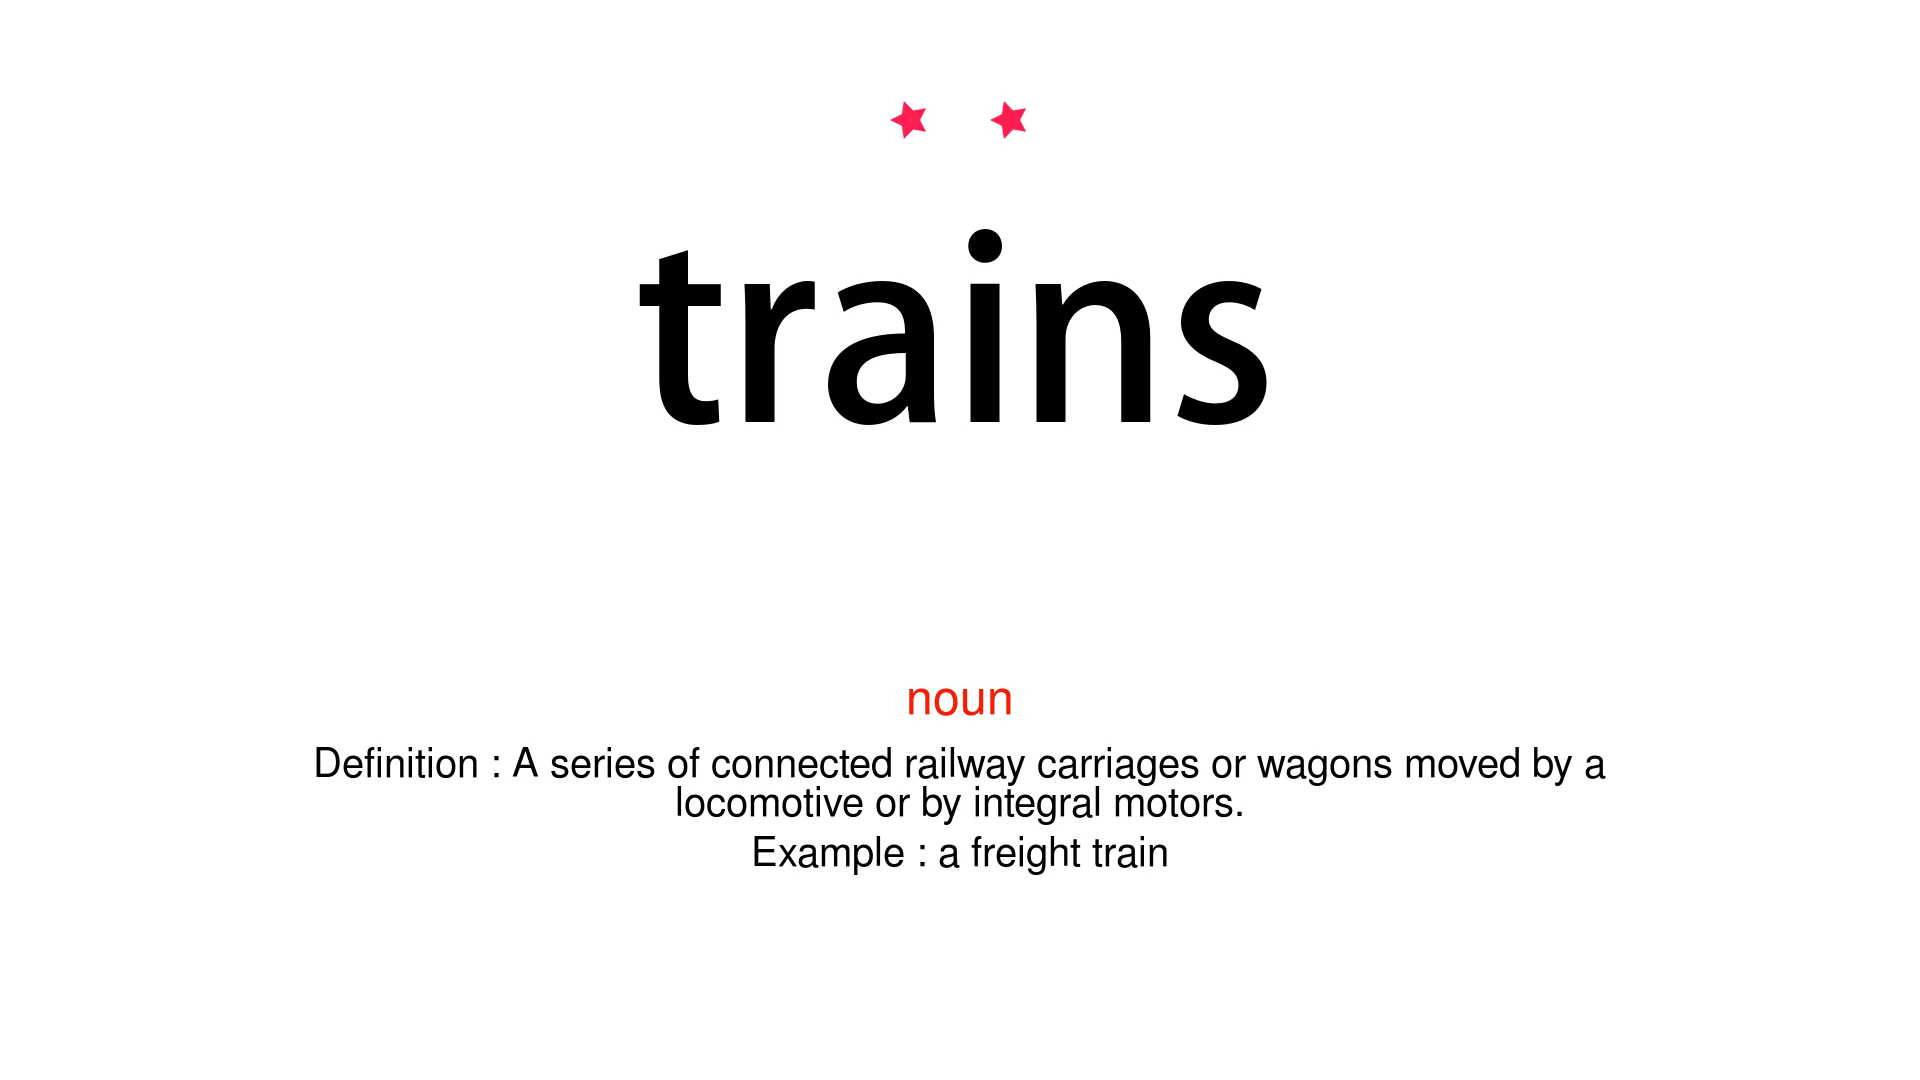 trains
noun
Definition : A series of connected railway carriages or wagons moved by a
locomotive or by integral motors.
Example : a freight train